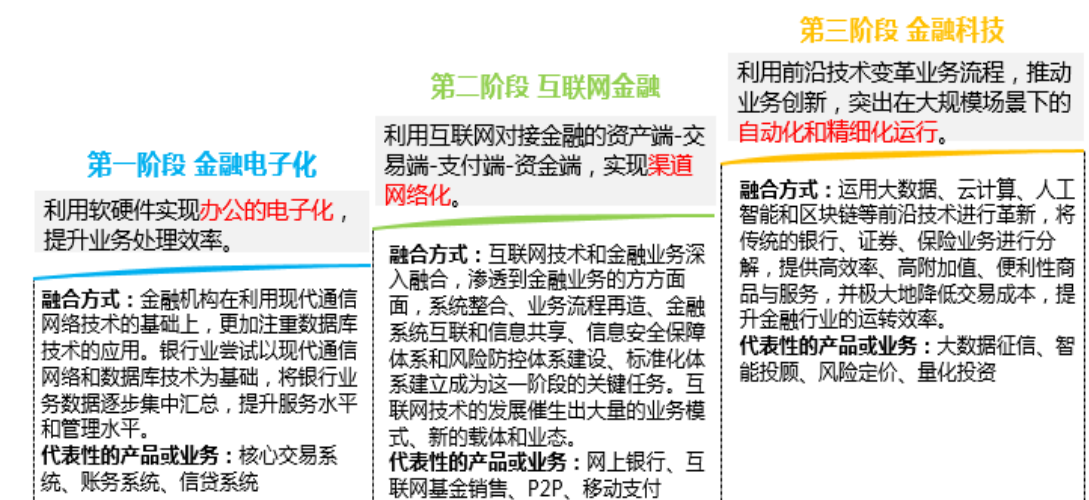 第一阶段 金融电子化
利用软硬件实现办公的电子化，
提升业务处理效率。
融合方式：金融机构在利用现代通信
网络技术的基础上，更加注重数据库
技术的应用。银行业尝试以现代通信
网络和数据库技术为基础，将银行业
务数据逐步集中汇总，提升服务水平
和管理水平。
代表性的产品或业务：核心交易系
统、账务系统、信贷系统
第二阶段 互联网金融
利用互联网对接金融的资产端-交
易端-支付端-资金端，实现渠道
网络化。
融合方式：互联网技术和金融业务深
入融合，渗透到金融业务的方方面
面，系统整合、业务流程再造、金融
系统互联和信息共享、信息安全保障
体系和风险防控体系建设、标准化体
系建立成为这一阶段的关键任务。互
联网技术的发展催生出大量的业务模
式、新的载体和业态。
代表性的产品或业务：网上银行、互
联网基金销售、P2P、移动支付
第三阶段 金融科技
利用前沿技术变革业务流程，推动
业务创新，突出在大规模场景下的
自动化和精细化运行。
融合方式：运用大数据、云计算、人工
智能和区块链等前沿技术进行革新，将
传统的银行、证券、保险业务进行分
解，提供高效率、高附加值、便利性商
品与服务，并极大地降低交易成本，提
升金融行业的运转效率。
代表性的产品或业务：大数据征信、智
能投顾、风险定价、量化投资